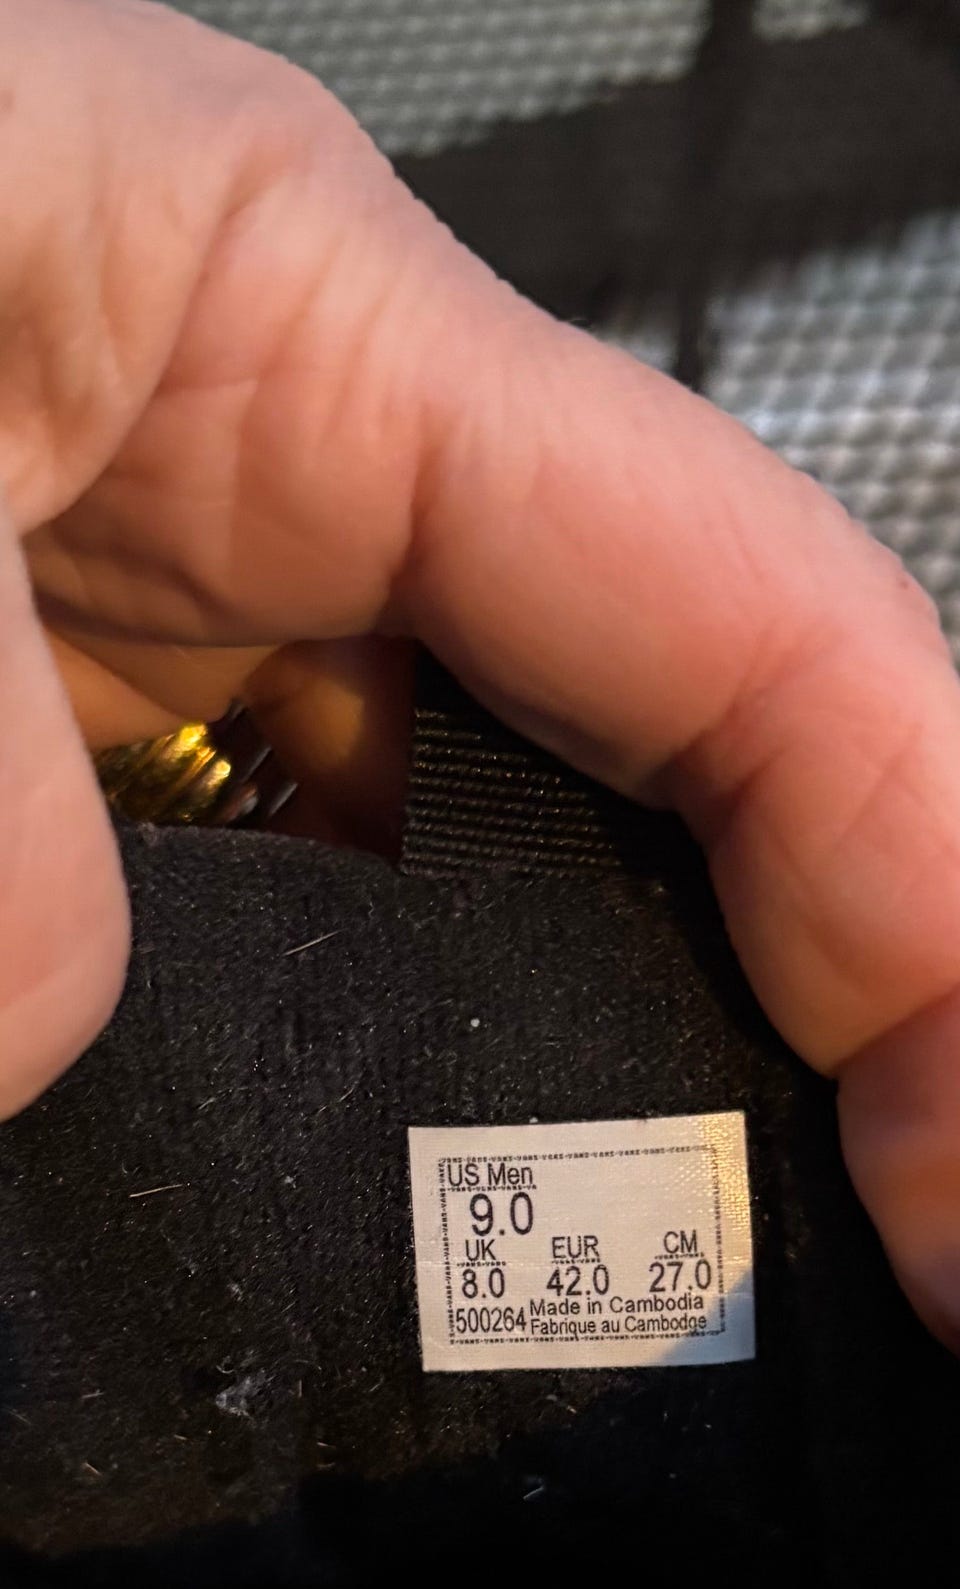 US Men
9.0
UK EUR CM
8.0 42.0 27.0
500264 Made in Cambodia
Fabrique au Cambodge